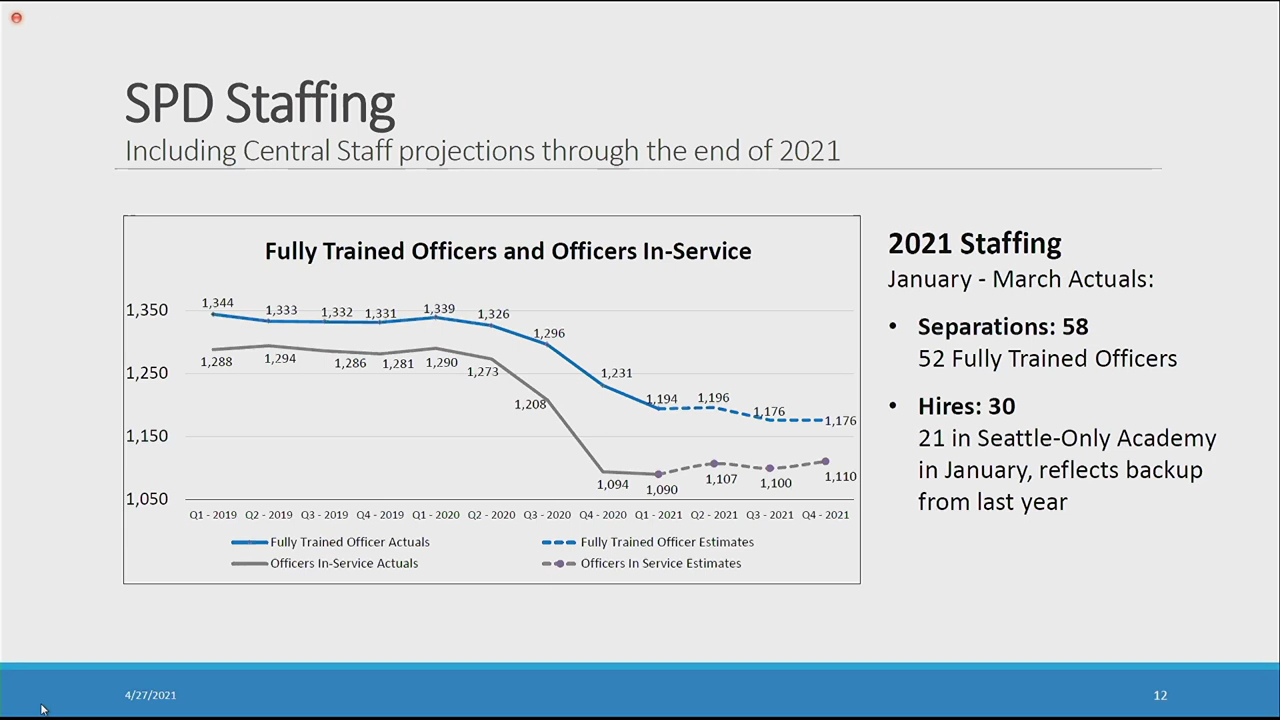 SPD Staffing
Including Central Staff projections through the end of 2021
Fully Trained Officers and Officers In-Service
1,350
1,250
1,150
1,050
1,344
1,333
1,332
1,331
1,339
1,326
1,296
1,231
1,194
1,196
1,176
1,176
1,288
1,294
1,286
1,281
1,290
1,273
1,208
1,094
1,090
1,107
1,100
1,110
Q1 - 2019 Q2 - 2019 Q3 - 2019 Q4 - 2019 Q1 - 2020 Q2 - 2020 Q3 - 2020 Q4 - 2020 Q1 - 2021 Q2 - 2021 Q3 - 2021 Q4 - 2021
Fully Trained Officer Actuals Fully Trained Officer Estimates
Officers In-Service Actuals Officers In Service Estimates
2021 Staffing
January - March Actuals:
• Separations: 58
52 Fully Trained Officers
• Hires: 30
21 in Seattle-Only Academy
in January, reflects backup
from last year
4/27/2021
12